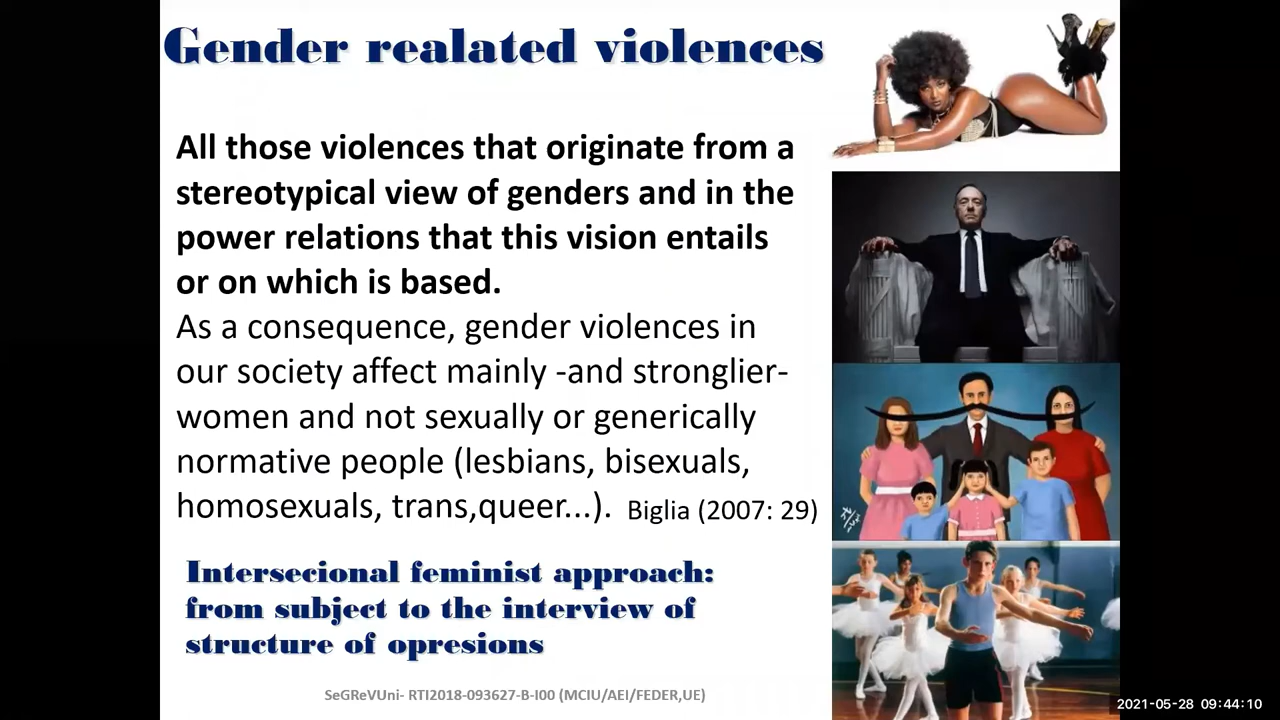 Gender realated violences
All those violences that originate from a
stereotypical view of genders and in the
power relations that this vision entails
or on which is based.
As a consequence, gender violences in
our society affect mainly -and stronglier-
women and not sexually or generically
normative people (lesbians, bisexuals,
homosexuals, trans,queer...). Biglia (2007: 29)
Intersecional feminist approach:
from subject to the interview of
structure of opresions
SeGReVUni- RTI2018-093627-B-I00 (MCIU/AEI/FEDER,UE)
2021-05-28 09:44:10